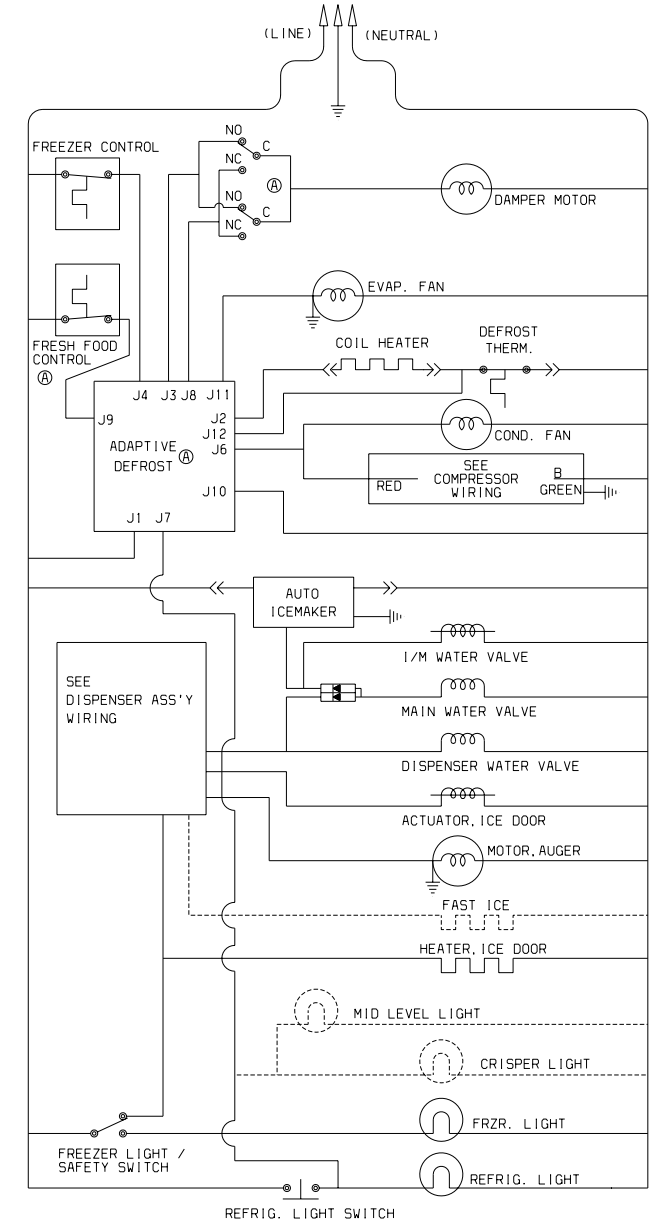 (LINE) (NEUTRAL)
FREEZER CONTROL
NO
C
NC
A
NO
C
NC
DAMPER MOTOR
EVAP. FAN
FRESH FOOD
CONTROL
A
COIL HEATER
DEFROST
THERM.
J4 J3 J8 J11
J9
J2
J12
J6
ADAPTIVE
DEFROST A
J10
J1 J7
COND. FAN
SEE
COMPRESSOR
WIRING
RED
B
GREEN
AUTO
ICEMAKER
I/M WATER VALVE
SEE
DISPENSER ASS'Y
WIRING
MAIN WATER VALVE
DISPENSER WATER VALVE
ACTUATOR,ICE DOOR
MOTOR,AUGER
FAST ICE
HEATER,ICE DOOR
MID LEVEL LIGHT
CRISPER LIGHT
FRZR. LIGHT
FREEZER LIGHT /
SAFETY SWITCH
REFRIG. LIGHT
REFRIG. LIGHT SWITCH